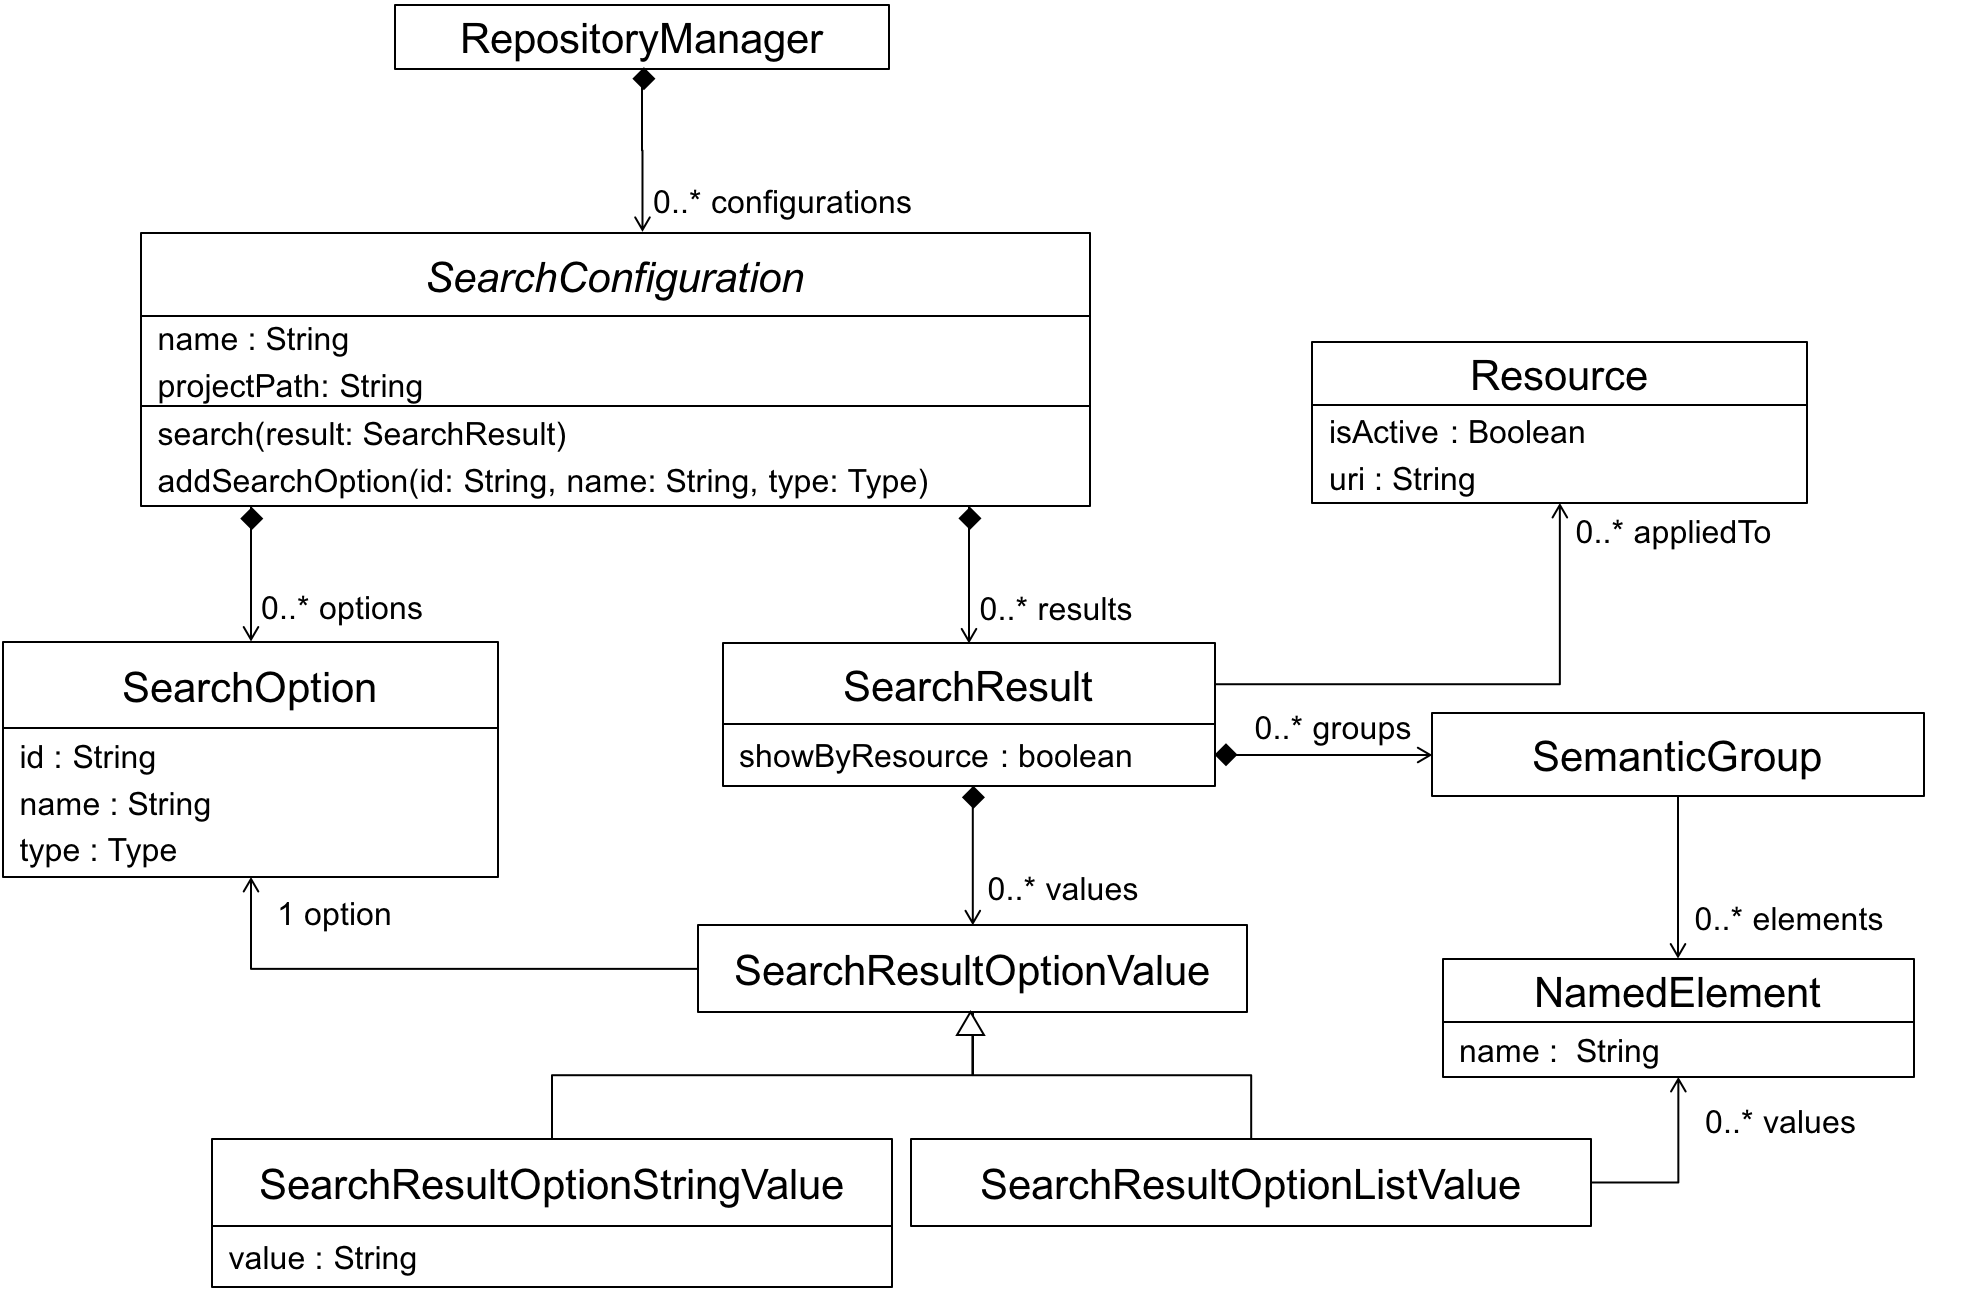 RepositoryManager
0..* configurations
SearchConfiguration
name : String
projectPath: String
search(result: SearchResult)
addSearchOption(id: String, name: String, type: Type)
Resource
isActive : Boolean
uri : String
0..* appliedTo
0..* options
0..* results
SearchOption
id : String
name : String
type : Type
SearchResult
showByResource : boolean
0..* groups
SemanticGroup
1 option
0..* values
0..* elements
SearchResultOptionValue
NamedElement
name :  String
0..* values
SearchResultOptionStringValue
value : String
SearchResultOptionListValue